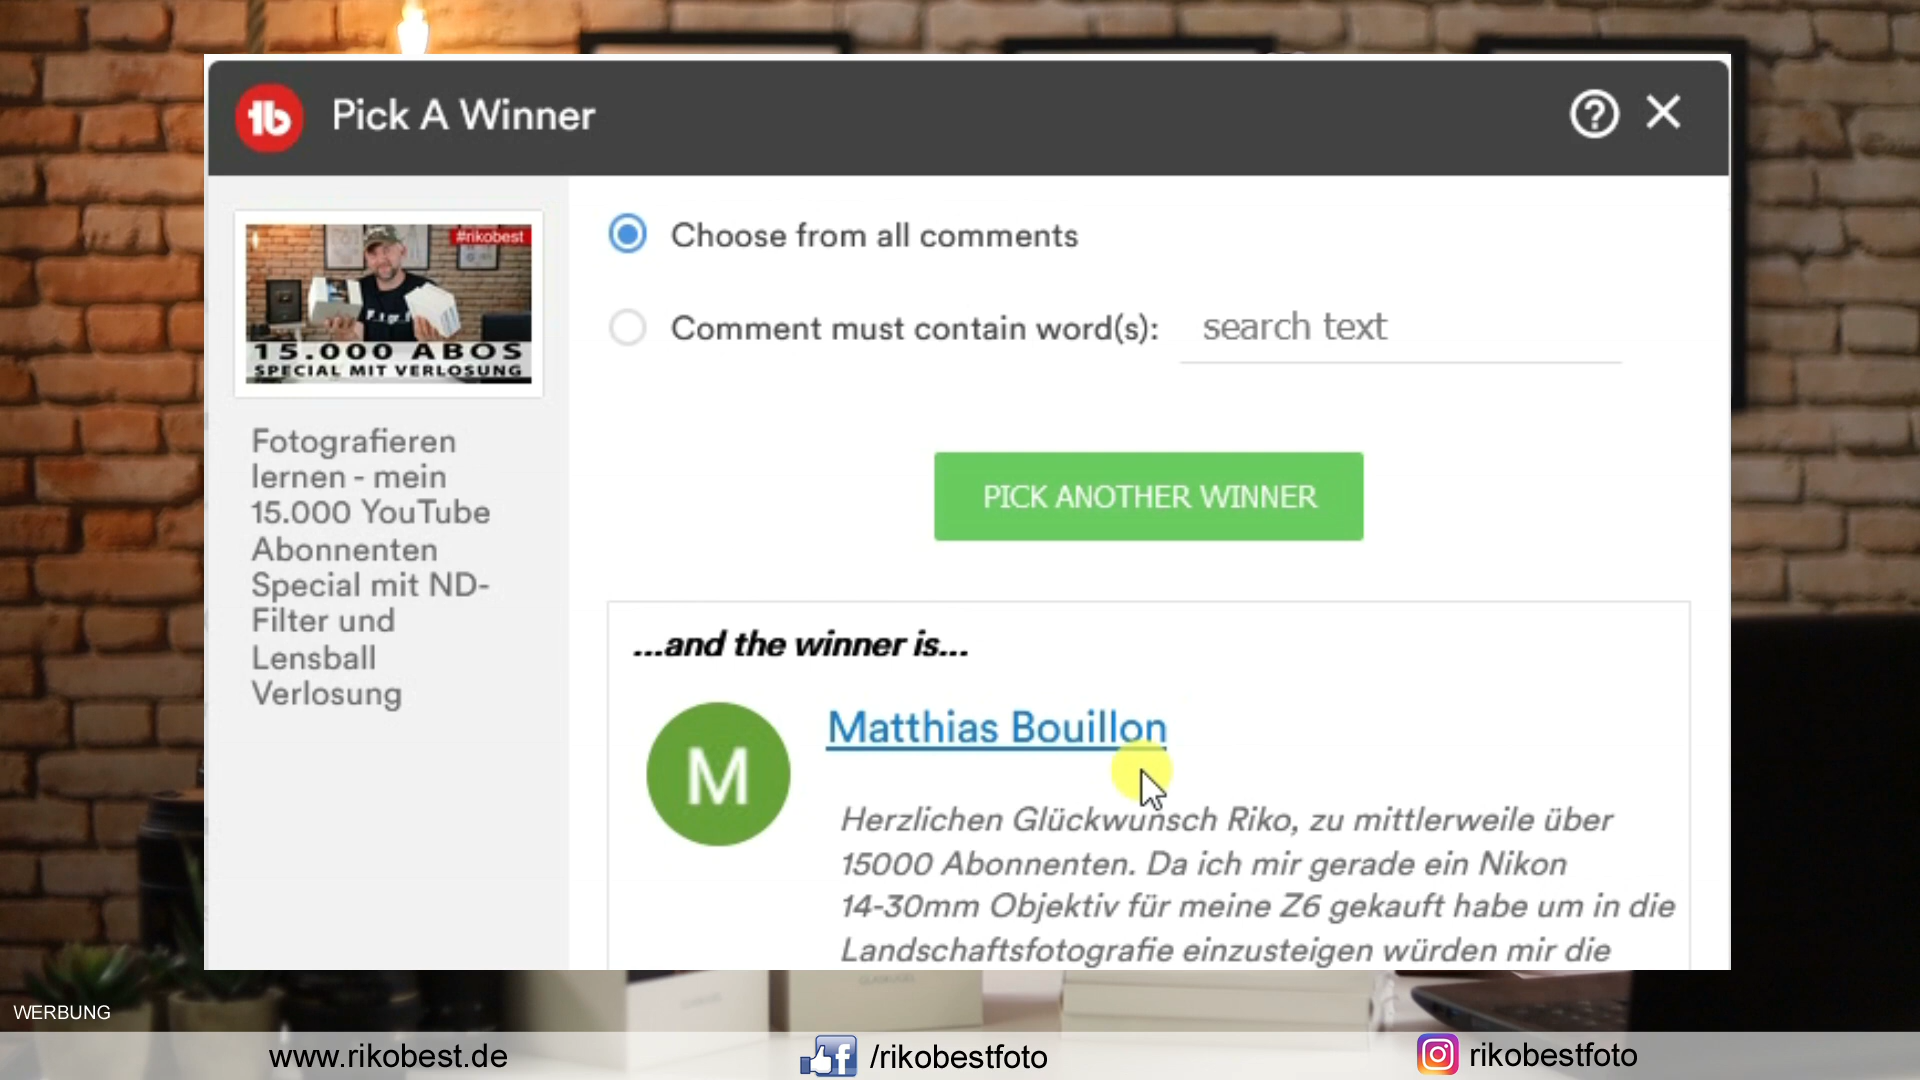 Pick A Winner
#rikobest
15.000 ABOS
SPECIAL MIT VERLOSUNG
Fotografieren
lernen - mein
15.000 YouTube
Abonnenten
Special mit ND-
Filter und
Lensball
Verlosung
Choose from all comments
Comment must contain word(s): search text
PICK ANOTHER WINNER
...and the winner is...
M
Matthias Bouillon
Herzlichen Glückwunsch Riko, zu mittlerweile über
15000 Abonnenten. Da ich mir gerade ein Nikon
14-30mm Objektiv für meine Z6 gekauft habe um in die
Landschaftsfotografie einzusteigen würden mir die
WERBUNG
www.rikobest.de
/rikobestfoto
rikobestfoto